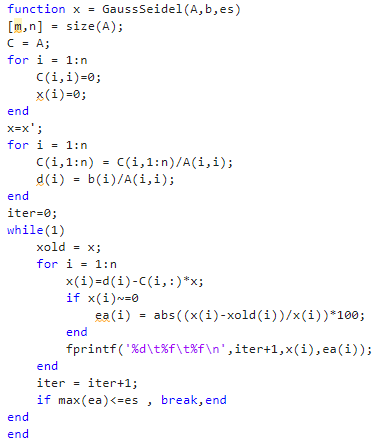 function x = GaussSeidel(A,b,es)
[m,n] = size(A);
C = A;
for i = 1:n
    C(i,i)=0;
    x(i)=0;
end
x=x';
for i = 1:n
    C(i,1:n) = C(i,1:n)/A(i,i);
    d(i) = b(i)/A(i,i);
end
iter=0;
while(1)
    xold = x;
    for i = 1:n
        x(i)=d(i)-C(i,:)*x;
        if x(i)~=0
            ea(i) = abs((x(i)-xold(i))/x(i))*100;
        end
        fprintf('%d\t%f\t%f\n',iter+1,x(i),ea(i));
    end
    iter = iter+1;
    if max(ea)<=es , break,end
end
end